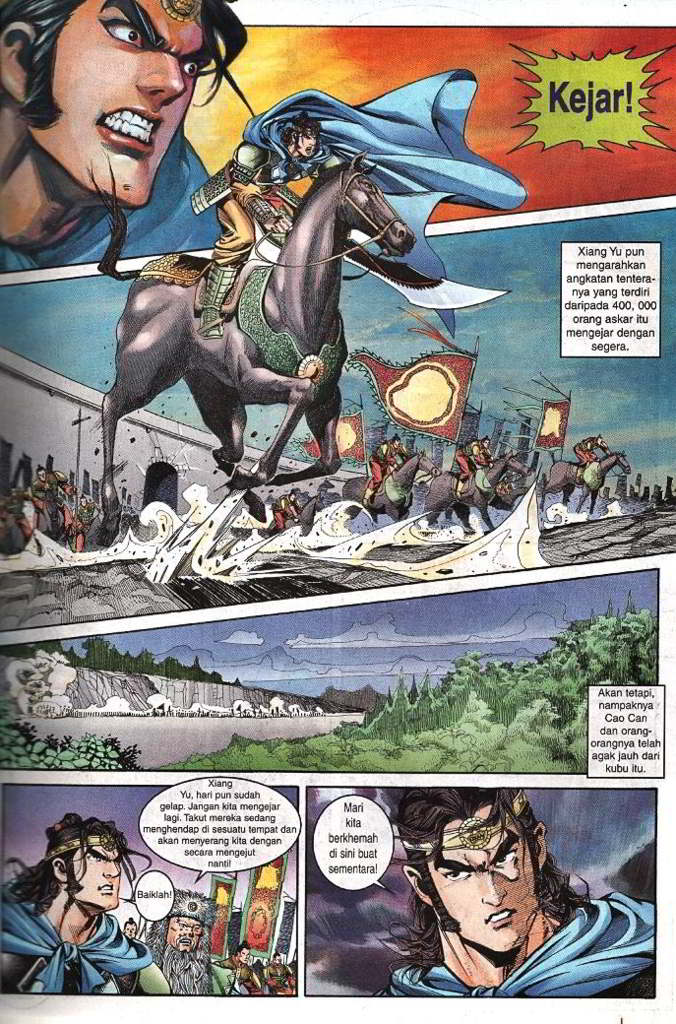 Kejar!
Xiang Yu pun
mengarahkan
angkatan tentera-
nya yang terdiri
daripada 400, 000
orang askar itu
mengejar dengan
segera.
Akan tetapi,
nampaknya
Cao Can
dan orang-
orangnya telah
agak jauh dari
kubu itu.
Xiang
Yu, hari pun sudah
gelap. Jangan kita mengejar
lagi. Takut mereka sedang
menghendap di sesuatu tempat dan
akan menyerang kita dengan
secara mengejut
nanti!
Baiklah!
Mari
kita
berkhemah
di sini buat
sementara!